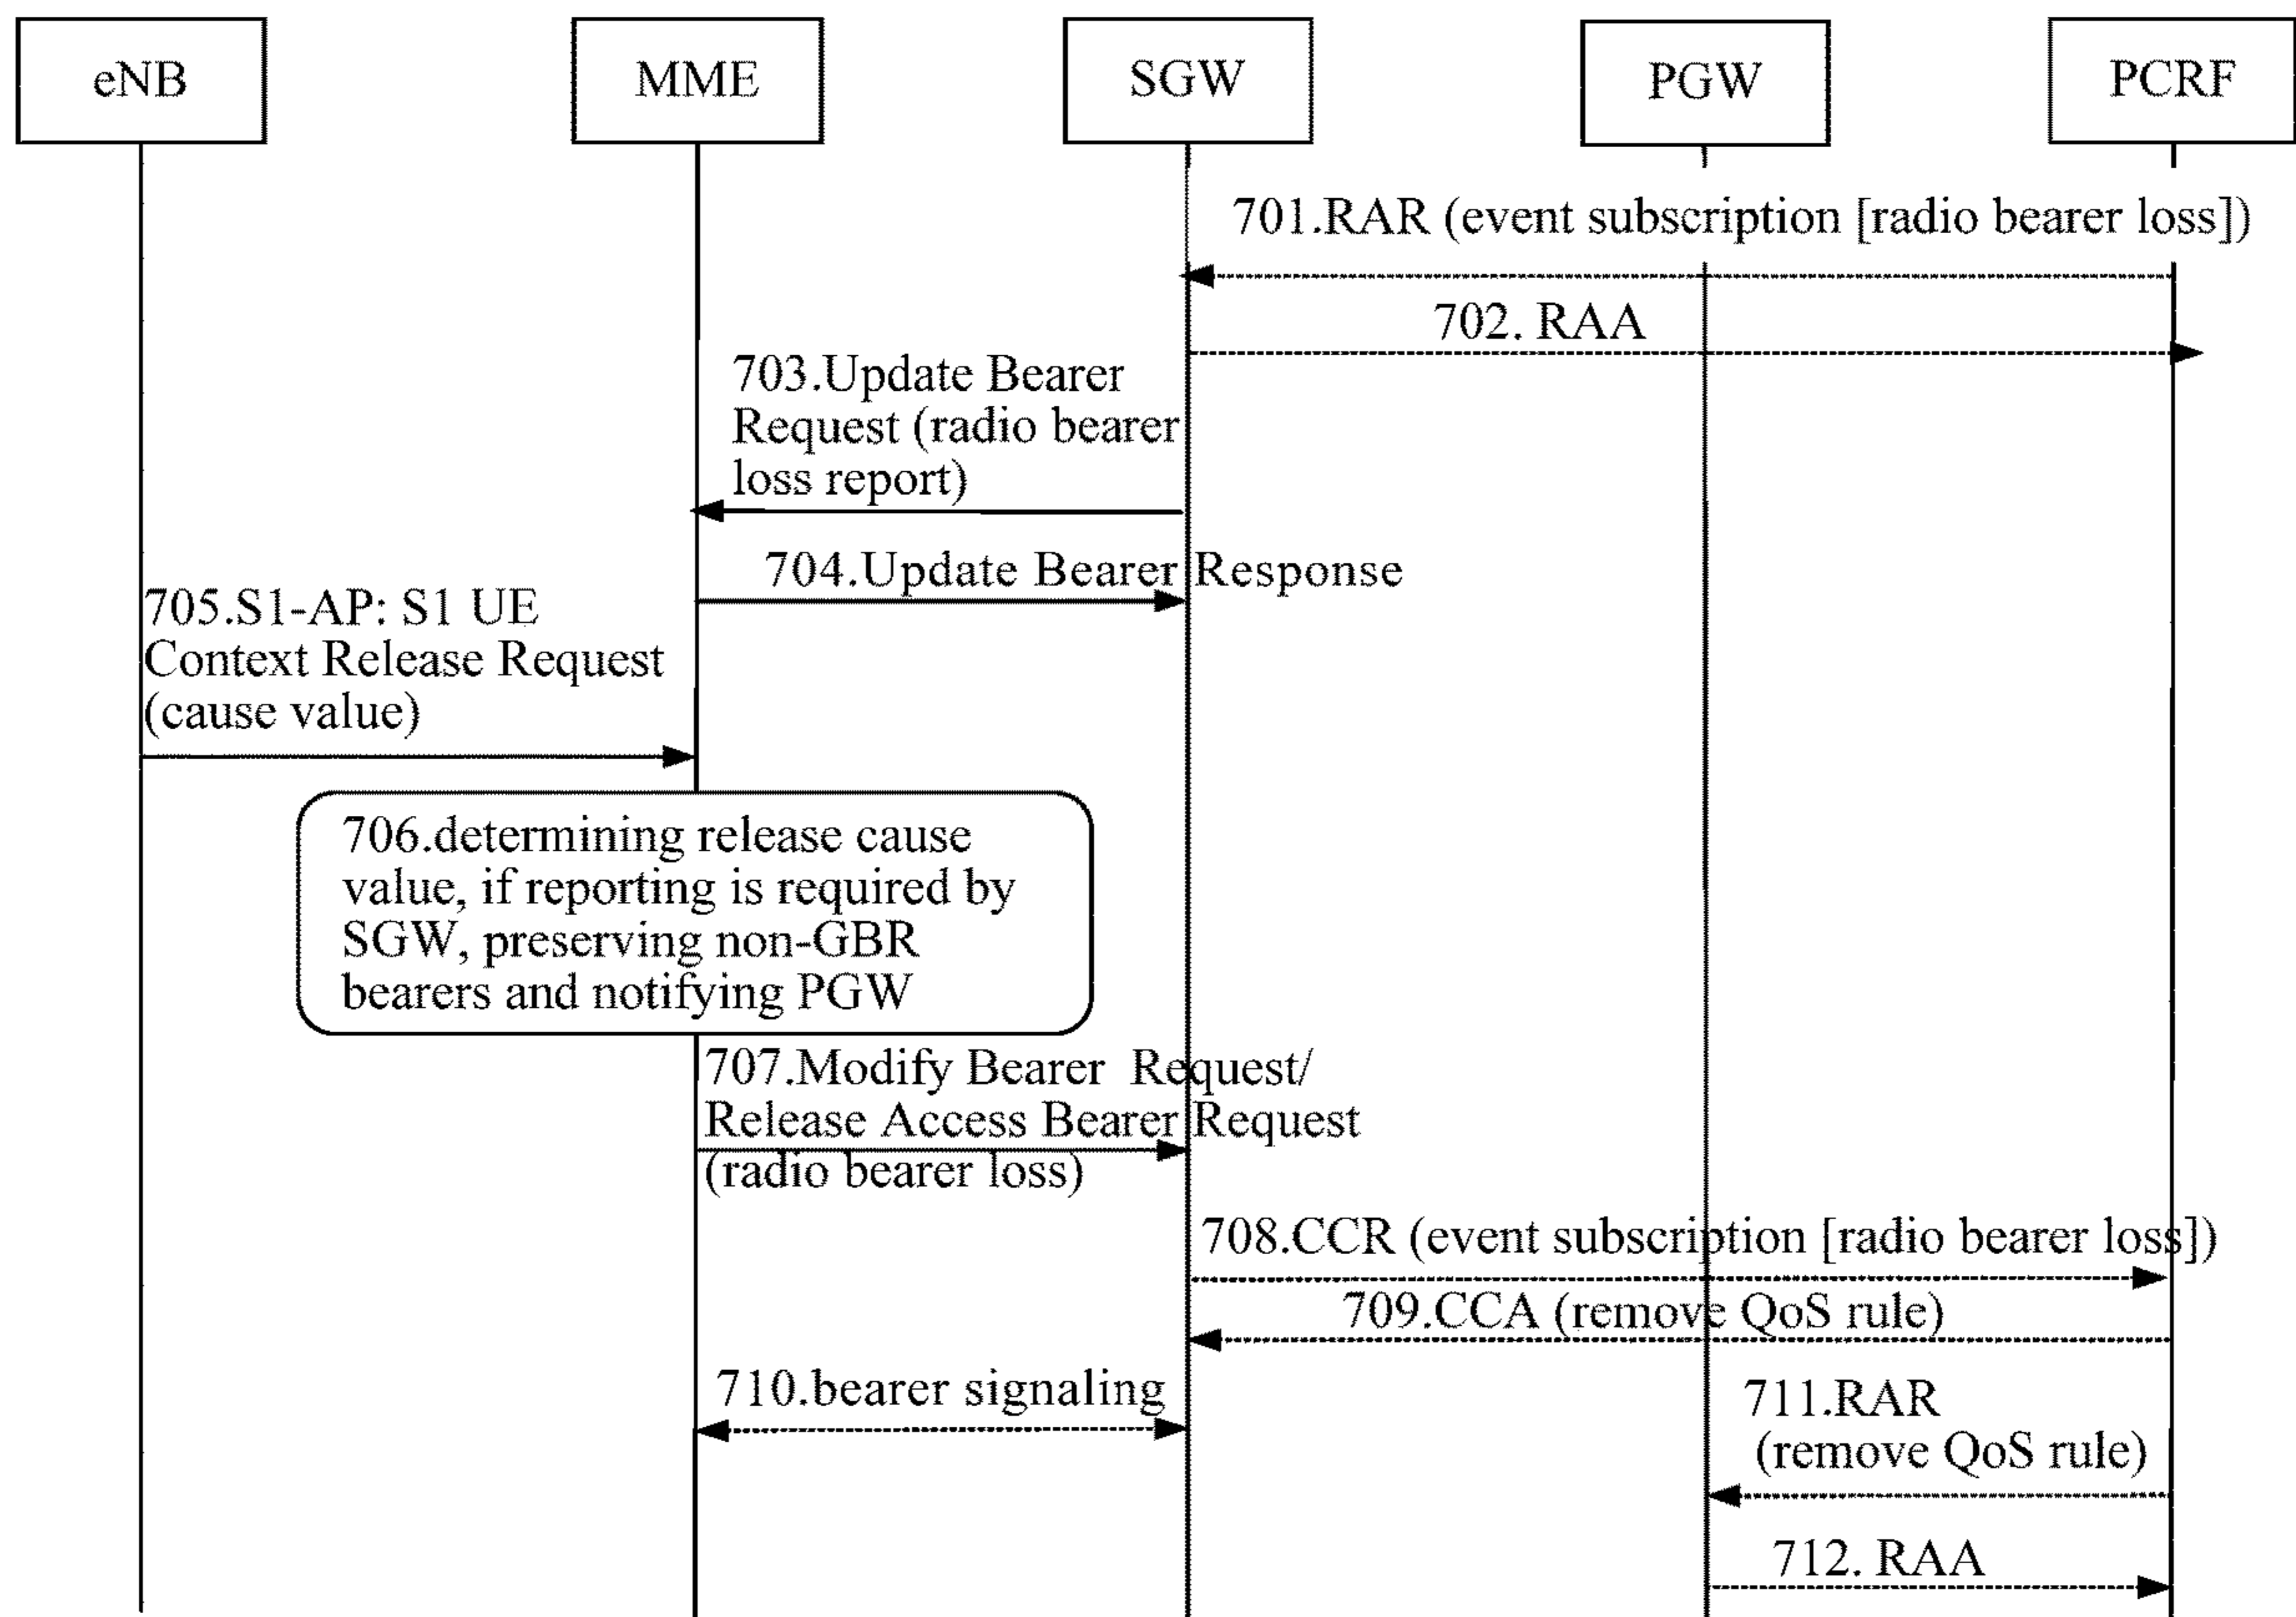 eNB
MME
SGW
PGW
PCRF
701.RAR (event subscription [radio bearer loss])
702. RAA
703.Update Bearer
Request (radio bearer
loss report)
704.Update Bearer Response
705.S1-AP: S1 UE
Context Release Request
(cause value)
706.determining release cause
value, if reporting is required by
SGW, preserving non-GBR
bearers and notifying PGW
707.Modify Bearer Request/
Release Access Bearer Request
(radio bearer loss)
708.CCR (event subscription [radio bearer loss])
709.CCA (remove QoS rule)
710.bearer signaling
711.RAR
(remove QoS rule)
712. RAA